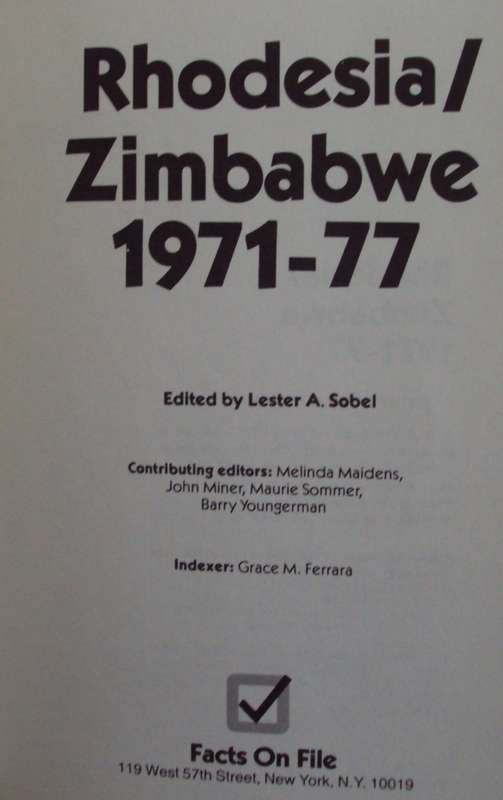 Rhodesia/
Zimbabwe
1971-77
Edited by Lester A. Sobel
Contributing editors: Melinda Maidens,
John Miner, Maurie Sommer,
Barry Youngerman
Indexer: Grace M. Ferrara
Facts On File
119 West 57th Street, New York, N.Y. 10019